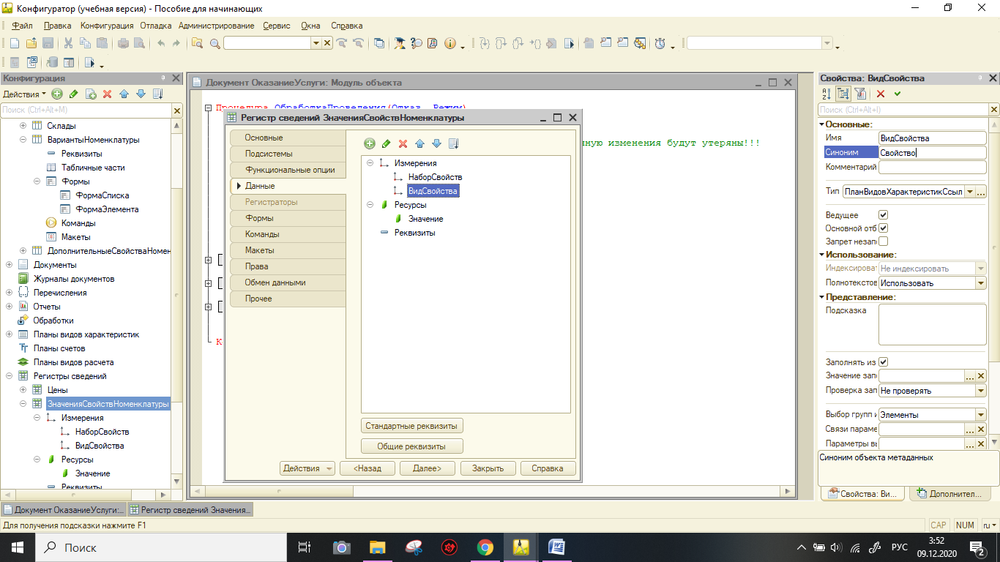 Конфигуратор (учебная версия) - Пособие для начинающих
Файл Правка Конфигурация Отладка Администрирование Сервис Окна Справка
Конфигурация
Действия
Поиск (Ctrl+Alt+M)
Склады
ВариантыНоменклатуры
Реквизиты
Табличные части
Формы
ФормаСписка
ФормаЭлемента
Команды
Макеты
ДополнительныеСвойстваНомен
Документы
Журналы документов
Перечисления
Отчеты
Обработки
Планы видов характеристик
Планы счетов
Планы видов расчета
Регистры сведений
Цены
ЗначенияСвойствНоменклатуры
Измерения
НаборСвойств
ВидСвойства
Ресурсы
Значение
Реквизиты
Документ ОказаниеУслуги: Модуль объекта
Процедура ОбработкаПроведения(Отказ, Режим)
ную изменения будут утеряны!!!
К
Регистр сведений ЗначенияСвойствНоменклатуры
Основные
Подсистемы
Функциональные опции
Данные
Регистраторы
Формы
Команды
Макеты
Права
Обмен данными
Прочее
Измерения
НаборСвойств
ВидСвойства
Ресурсы
Значение
Реквизиты
Стандартные реквизиты
Общие реквизиты
Действия <Назад Далее> Закрыть Справка
Свойства: ВидСвойства
Поиск (Ctrl+Alt+I)
Основные:
Имя ВидСвойства
Синоним Свойство
Комментарий
Тип ПланВидовХарактеристикСсыл ...
Ведущее
Основной отб
Запрет незап
Использование:
Индексироват Не индексировать
Полнотекстов Использовать
Представление:
Подсказка
Заполнять из
Значение запо ...
Проверка зап Не проверять
Выбор групп и Элементы
Связи параме ...
Параметры вы ...
Синоним объекта метаданных
Свойства: Ви... Дополнител...
Документ ОказаниеУслуги:... Регистр сведений Значения...
Для получения подсказки нажмите F1
CAP NUM ru
Поиск
РУС
3:52
09.12.2020
2